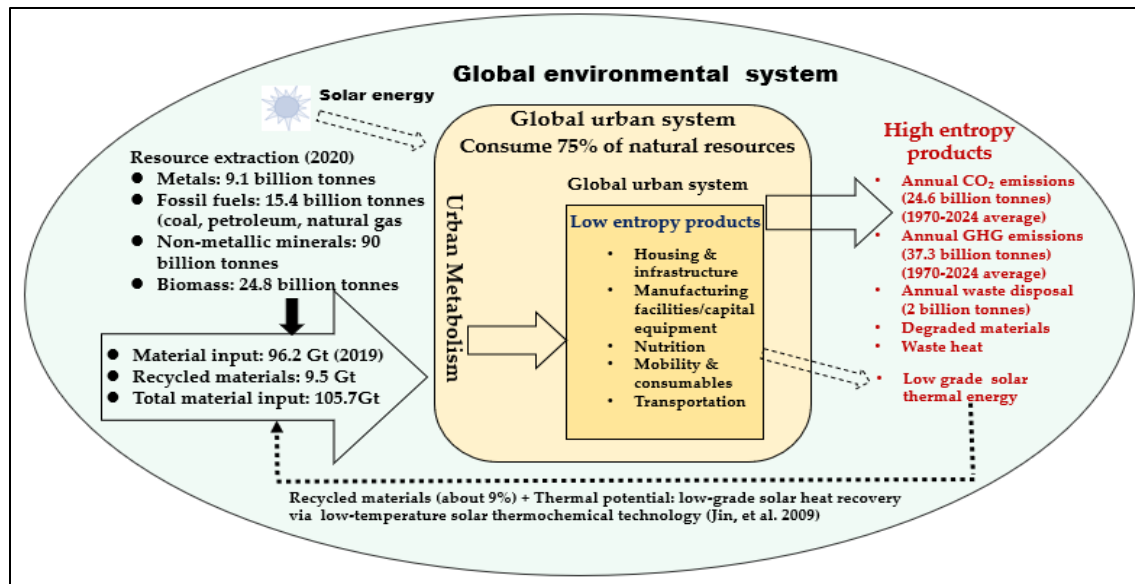 Global environmental system
Solar energy
Resource extraction (2020)
● Metals: 9.1 billion tonnes
● Fossil fuels: 15.4 billion tonnes
(coal, petroleum, natural gas
● Non-metallic minerals: 90
billion tonnes
● Biomass: 24.8 billion tonnes
● Material input: 96.2 Gt (2019)
● Recycled materials: 9.5 Gt
● Total material input: 105.7Gt
Global urban system
Consume 75% of natural resources
Urban Metabolism
Global urban system
Low entropy products
• Housing &
infrastructure
• Manufacturing
facilities/capital
equipment
• Nutrition
• Mobility &
consumables
• Transportation
High entropy
products
• Annual CO₂ emissions
(24.6 billion tonnes)
(1970-2024 average)
• Annual GHG emissions
(37.3 billion tonnes)
(1970-2024 average)
• Annual waste disposal
(2 billion tonnes)
• Degraded materials
• Waste heat
• Low grade solar
thermal energy
Recycled materials (about 9%) + Thermal potential: low-grade solar heat recovery
via low-temperature solar thermochemical technology (Jin, et al. 2009)